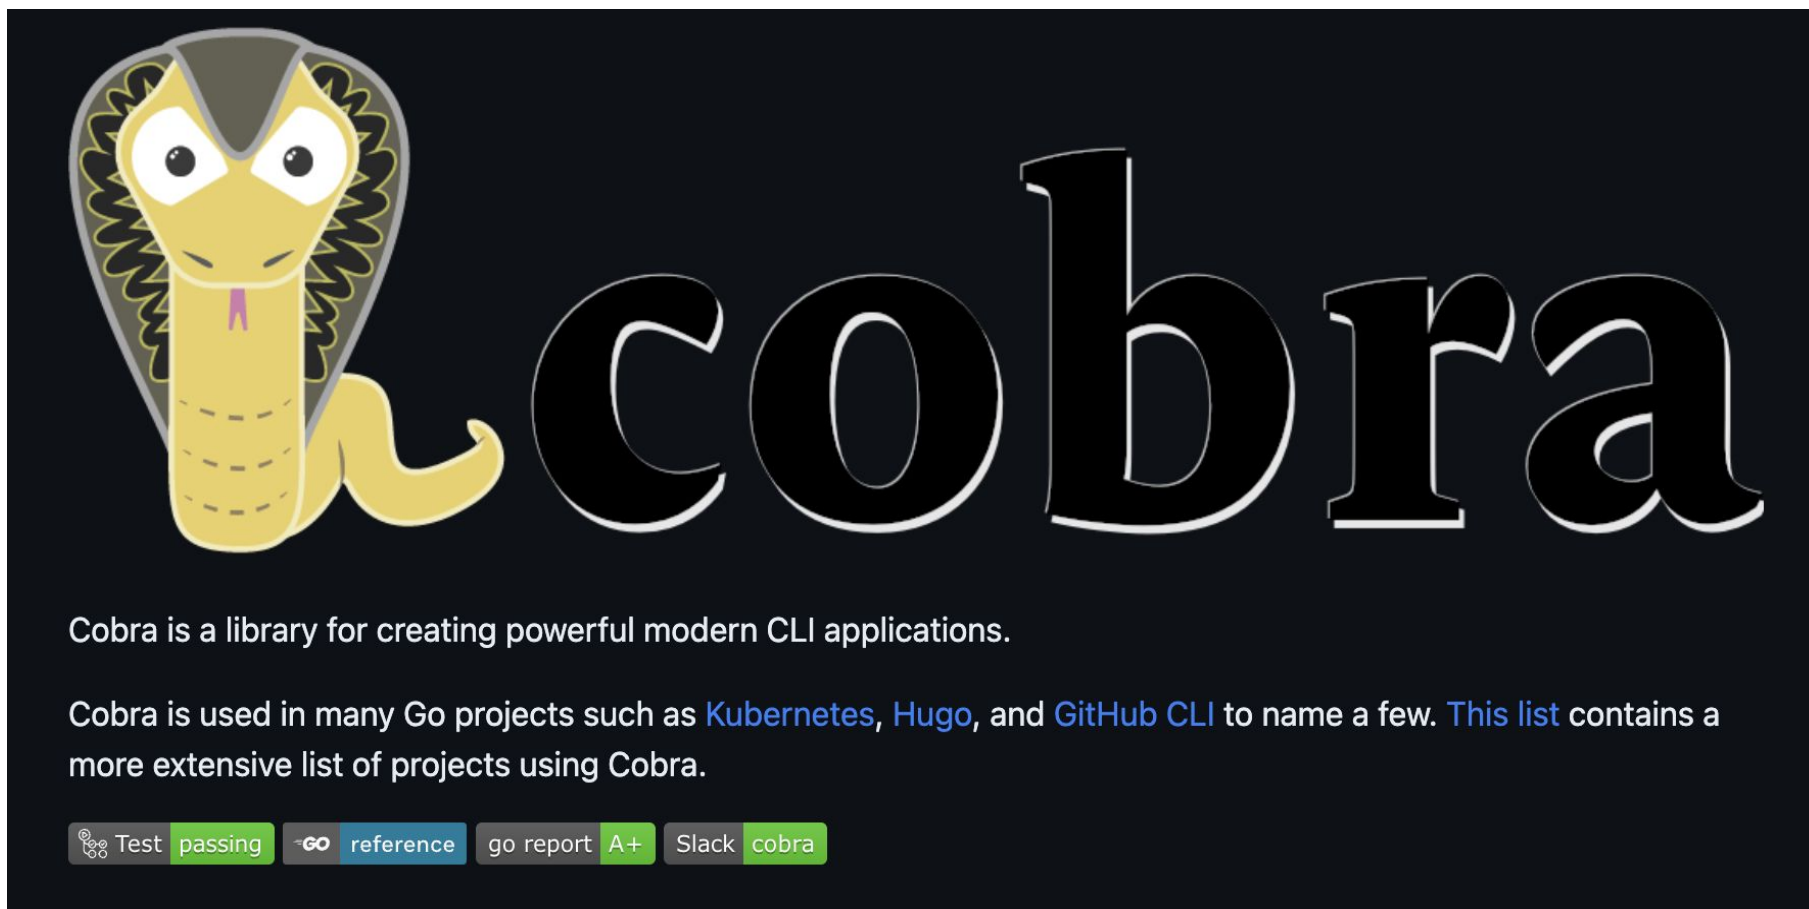 cobra
Cobra is a library for creating powerful modern CLI applications.
Cobra is used in many Go projects such as Kubernetes, Hugo, and GitHub CLI to name a few. This list contains a
more extensive list of projects using Cobra.
Test passing GO reference go report A+ Slack cobra